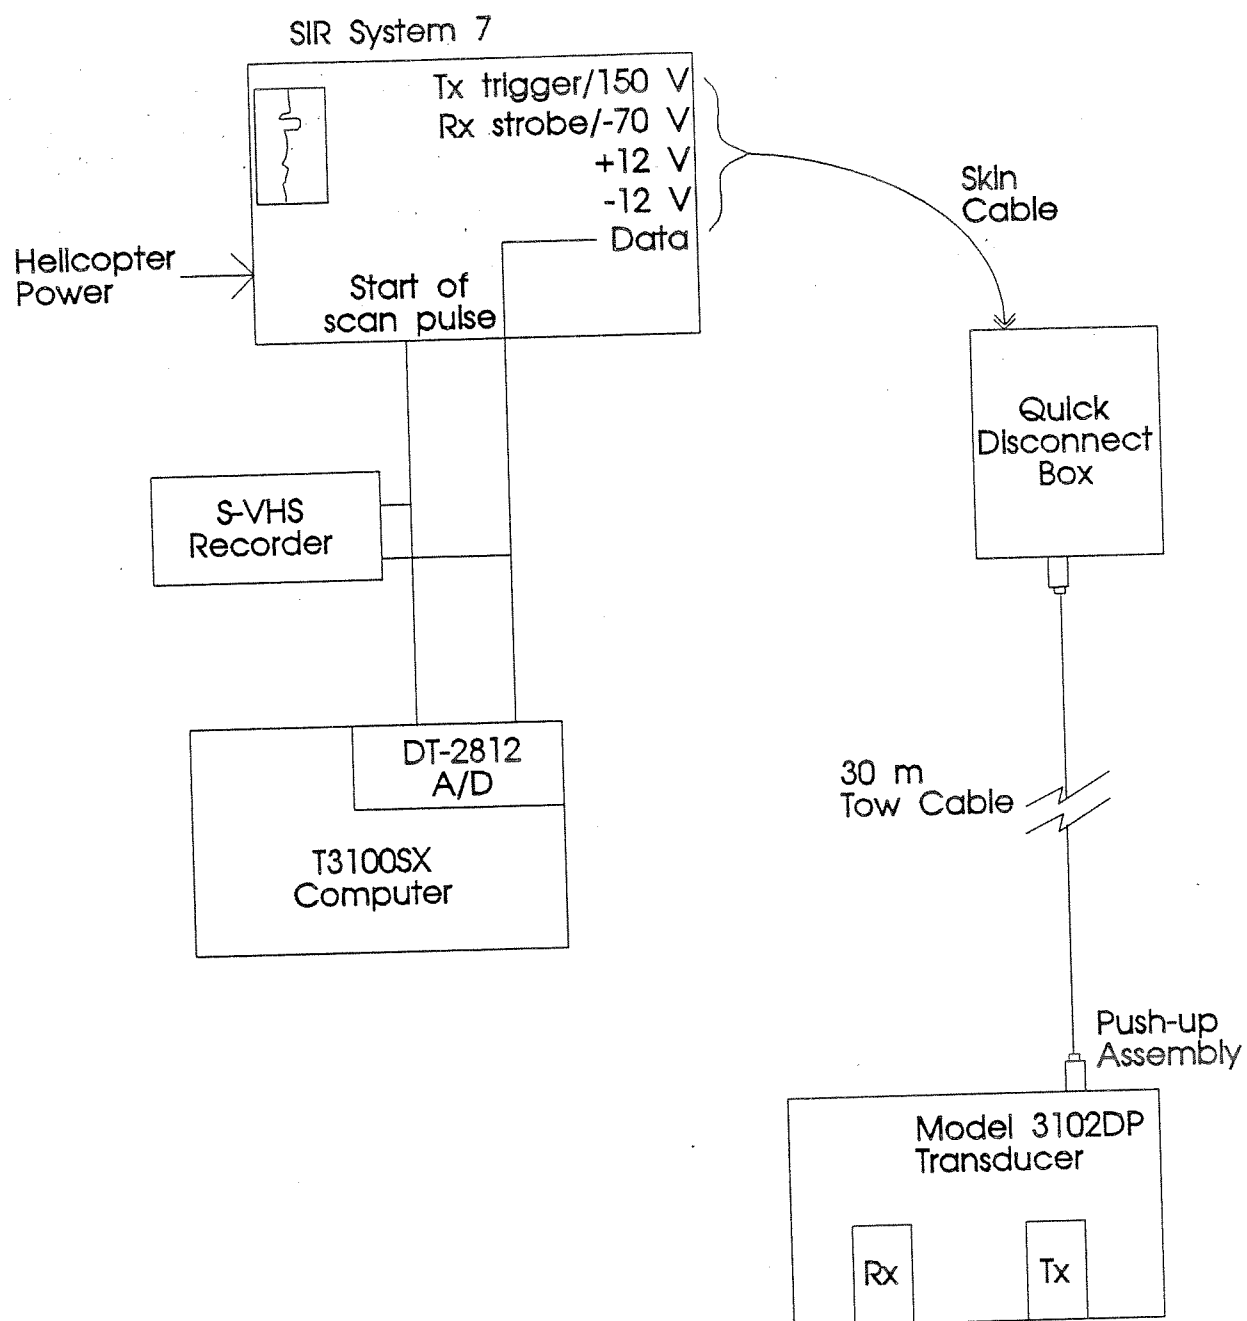 SIR System 7
Tx trigger/150 V
Rx strobe/-70 V
+12 V
-12 V
Data
Start of
scan pulse
Helicopter
Power
Skin
Cable
Quick
Disconnect
Box
S-VHS
Recorder
DT-2812
A/D
T3100SX
Computer
30 m
Tow Cable
Push-up
Assembly
Model 3102DP
Transducer
Rx
Tx